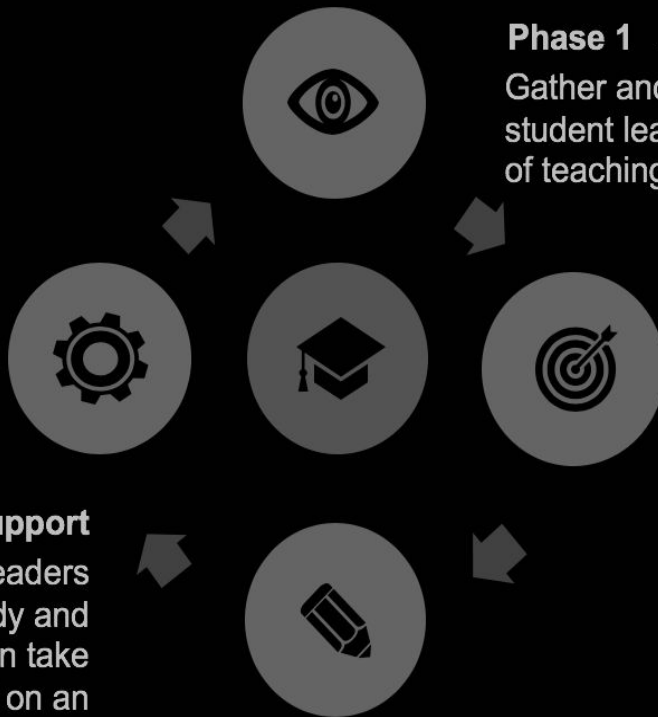 Phase 1
Gather and
student lea
of teaching
upport
eaders
dy and
n take
on an